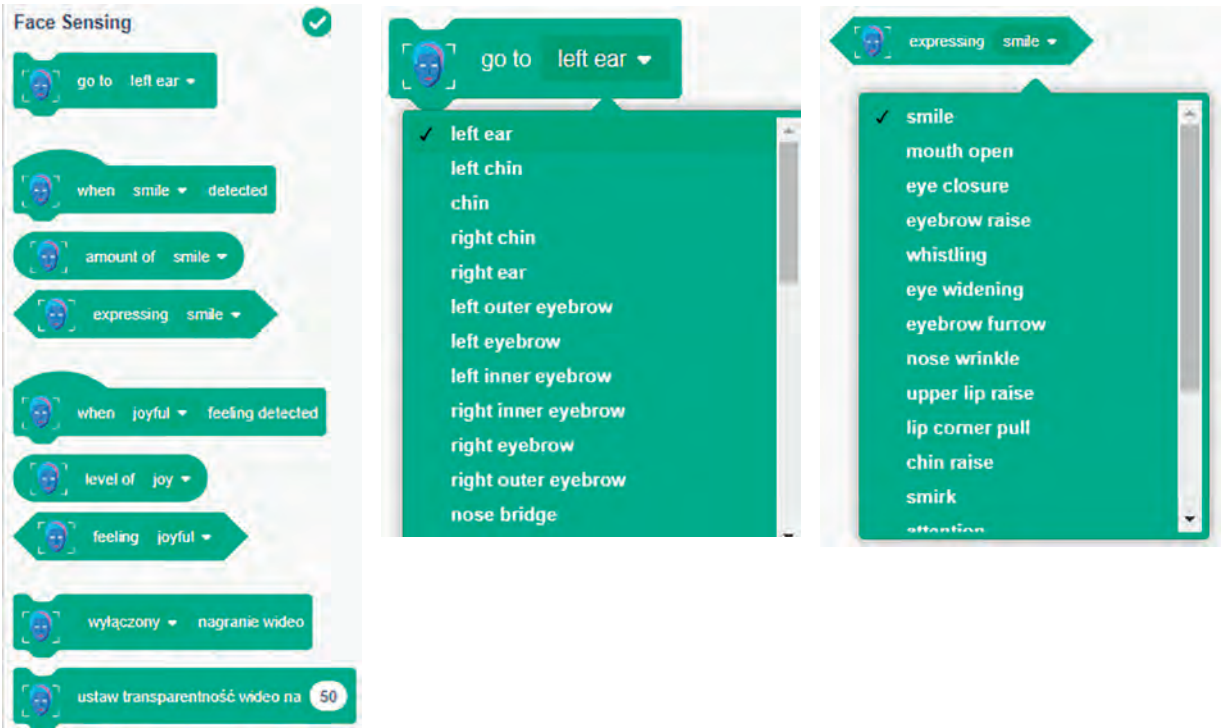 Face Sensing
go to left ear
when smile detected
amount of smile
expressing smile
when joyful feeling detected
level of joy
feeling joyful
wyłączony nagranie wideo
ustaw transparentność wideo na 50
go to left ear
left ear
left chin
chin
right chin
right ear
left outer eyebrow
left eyebrow
left inner eyebrow
right inner eyebrow
right eyebrow
right outer eyebrow
nose bridge
expressing smile
smile
mouth open
eye closure
eyebrow raise
whistling
eye widening
eyebrow furrow
nose wrinkle
upper lip raise
lip corner pull
chin raise
smirk
attention